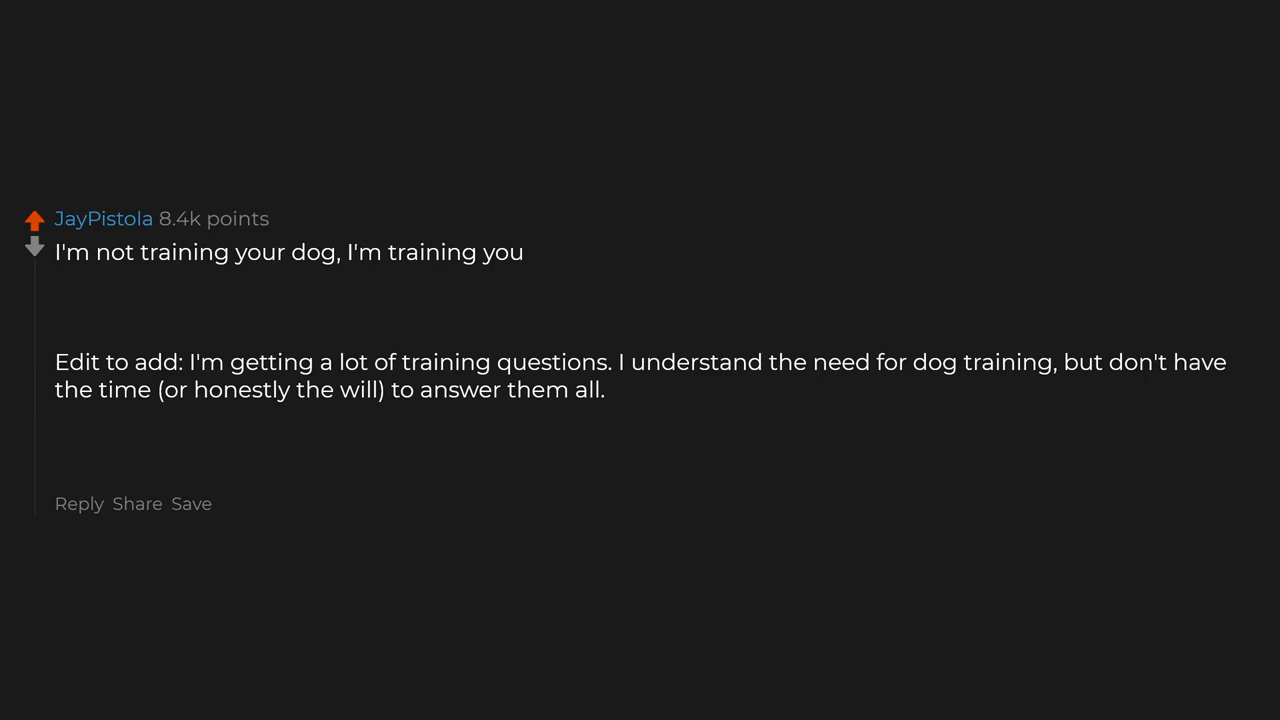 JayPistola 8.4k points
I'm not training your dog, I'm training you
Edit to add: I'm getting a lot of training questions. I understand the need for dog training, but don't have
the time (or honestly the will) to answer them all.
Reply Share Save